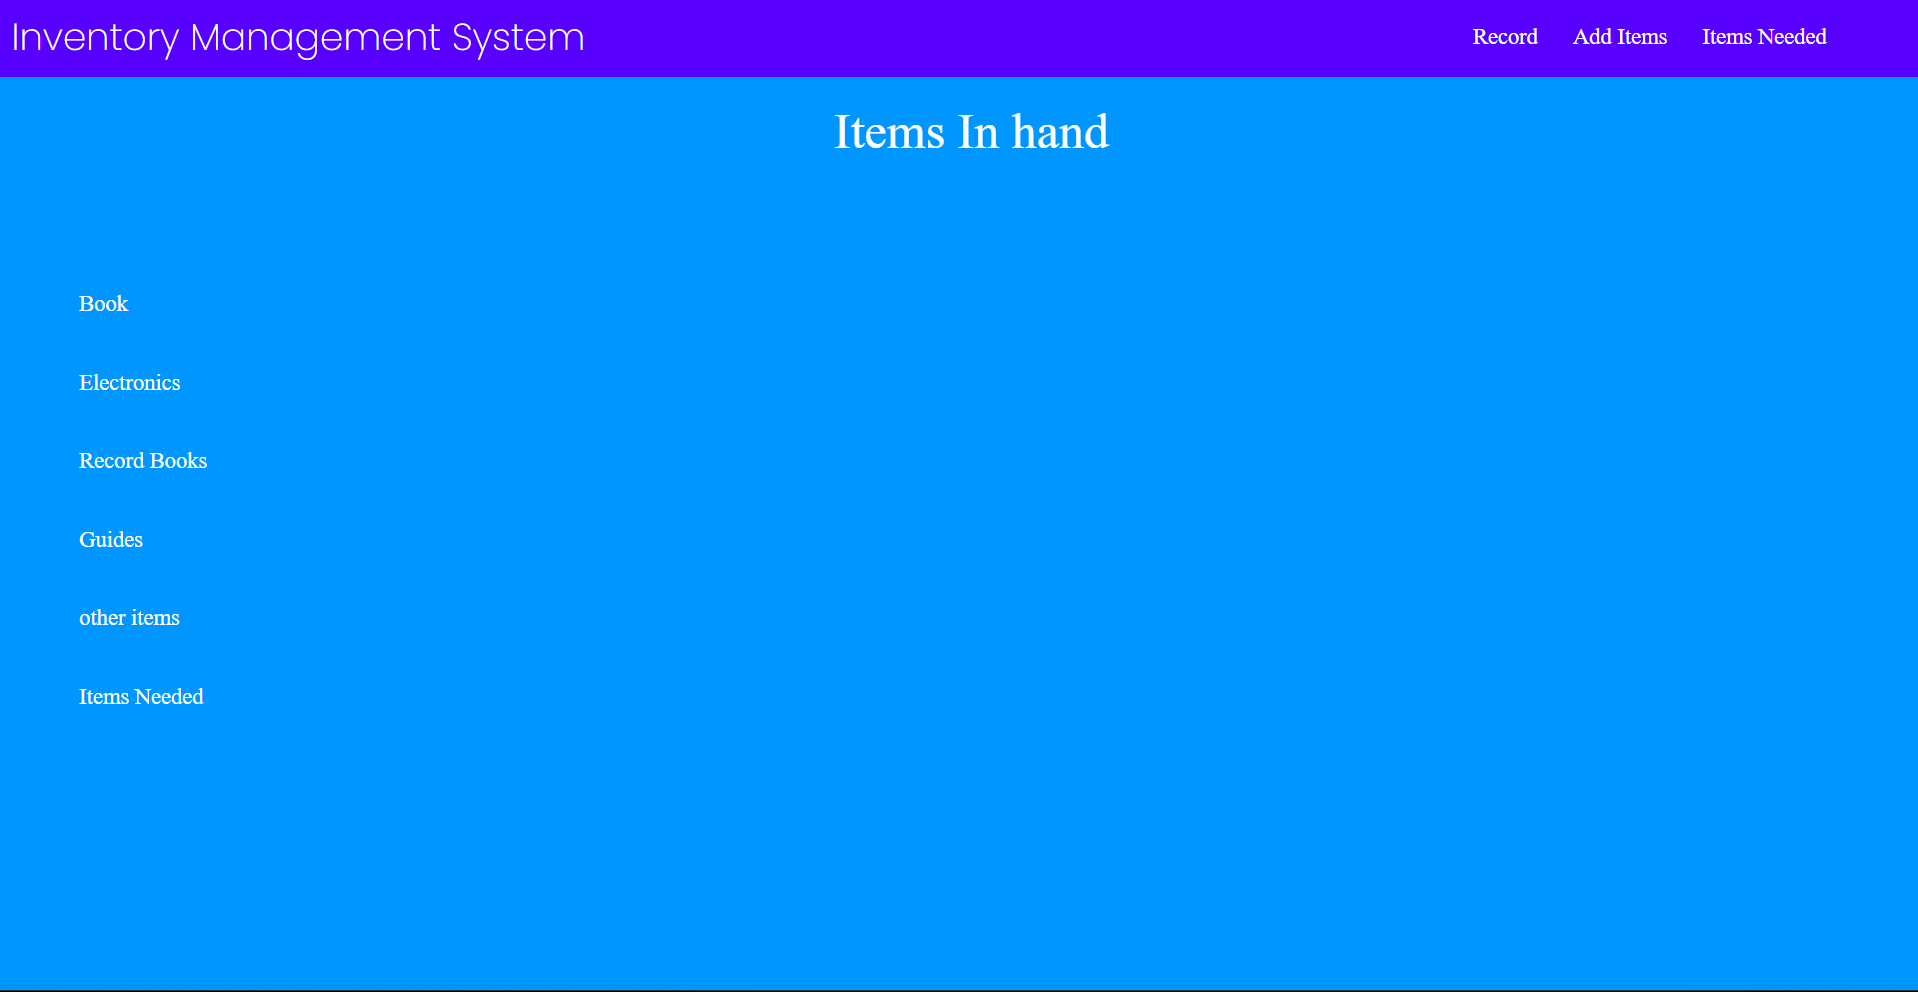 Inventory Management System
Record Add Items Items Needed
Items In hand
Book
Electronics
Record Books
Guides
other items
Items Needed